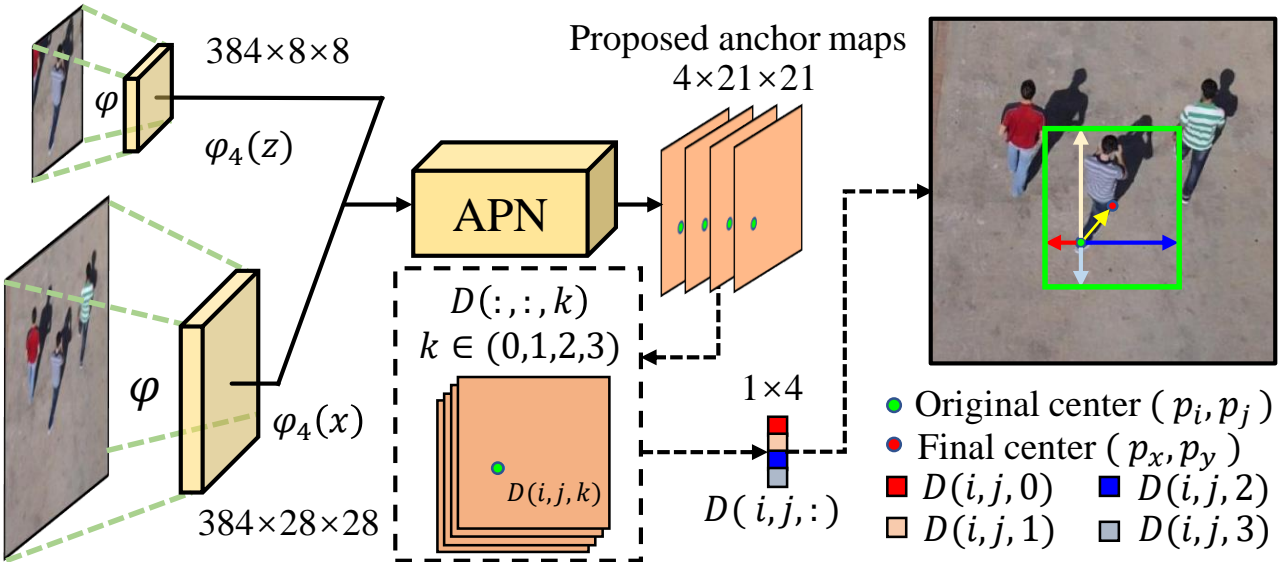 384×8×8
φ
φ₄(z)
Proposed anchor maps
4×21×21
APN
D(:,:,k)
k ∈ (0,1,2,3)
D(i,j,k)
φ
φ₄(x)
384×28×28
1×4
D( i,j,:)
Original center ( pᵢ, pⱼ)
Final center ( pₓ, p_y )
D(i,j,0)
D(i,j,2)
D(i,j,1)
D(i,j,3)